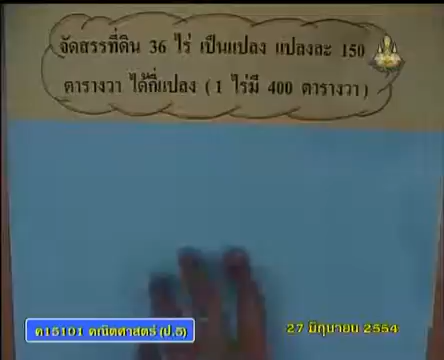 จัดสรรที่ดิน 36 ไร่ เป็นแปลง แปลงละ 150
ตารางวา ได้กี่แปลง ( 1 ไร่มี 400 ตารางวา )
ค15101 คณิตศาสตร์ (ป.5)
27 มิถุนายน 2554